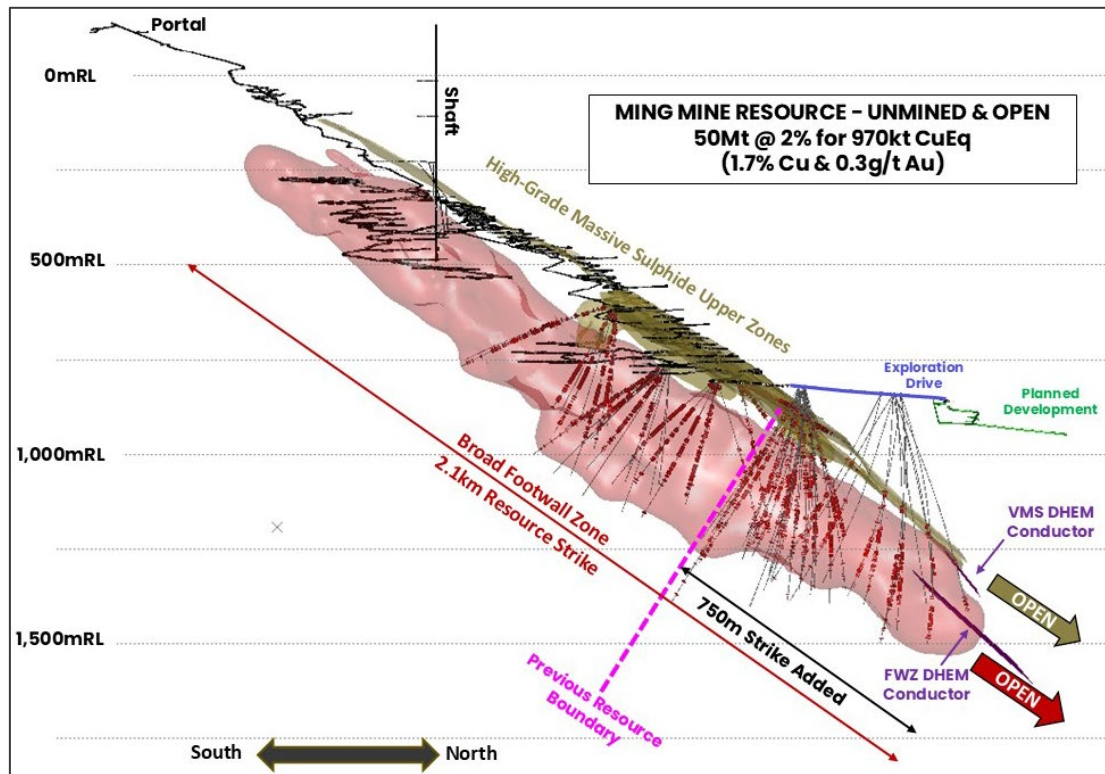 Portal
0mRL
Shaft
MING MINE RESOURCE - UNMINED & OPEN
50Mt @ 2% for 970kt CuEq
(1.7% Cu & 0.3g/t Au)
High-Grade Massive Sulphide Upper Zones
500mRL
Exploration
Drive
Planned
Development
1,000mRL
Broad Footwall Zone
2.1km Resource Strike
VMS DHEM
Conductor
OPEN
1,500mRL
750m Strike Added
FWZ DHEM
Conductor
OPEN
Previous Resource
Boundary
South
North